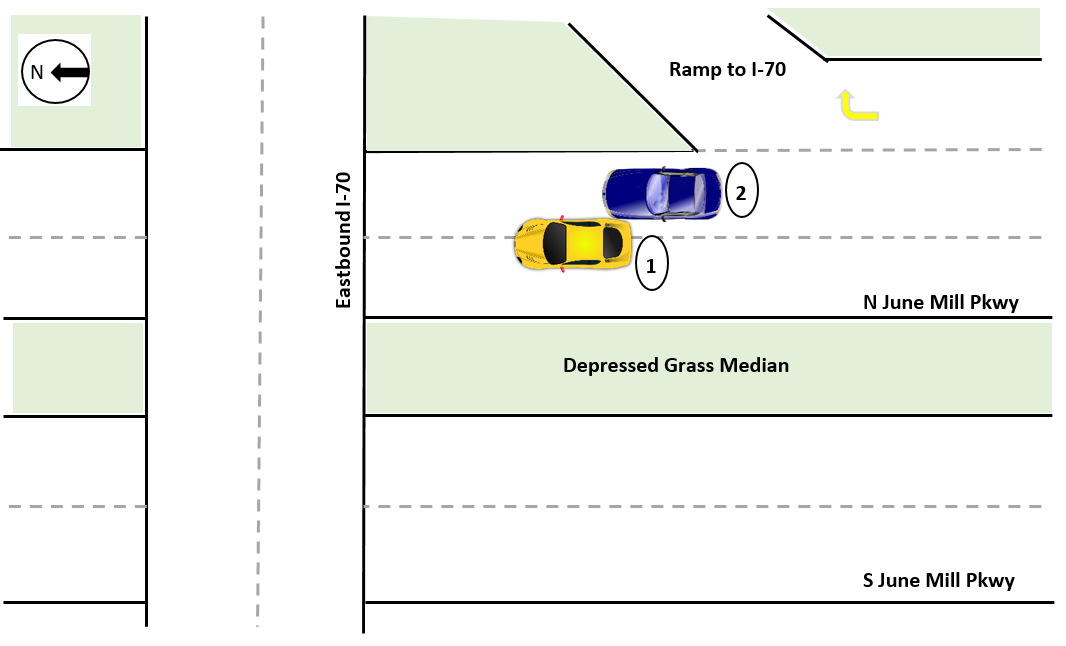 N
Ramp to I-70
Eastbound I-70
2
1
N June Mill Pkwy
Depressed Grass Median
S June Mill Pkwy